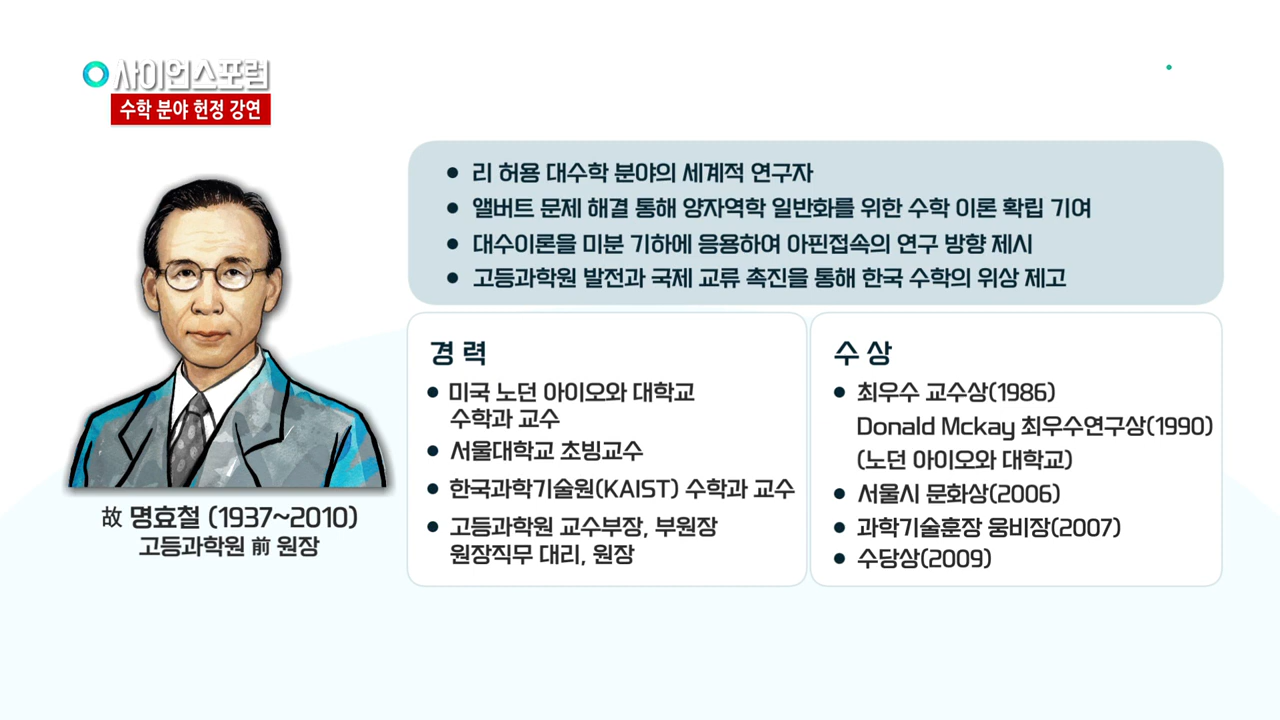 사이언스포럼
수학 분야 헌정 강연
리 허용 대수학 분야의 세계적 연구자
앨버트 문제 해결 통해 양자역학 일반화를 위한 수학 이론 확립 기여
대수이론을 미분 기하에 응용하여 아핀접속의 연구 방향 제시
고등과학원 발전과 국제 교류 촉진을 통해 한국 수학의 위상 제고
故 명효철 (1937~2010)
고등과학원 前 원장
경 력
미국 노던 아이오와 대학교
수학과 교수
서울대학교 초빙교수
한국과학기술원(KAIST) 수학과 교수
고등과학원 교수부장, 부원장
원장직무 대리, 원장
수 상
최우수 교수상(1986)
Donald Mckay 최우수연구상(1990)
(노던 아이오와 대학교)
서울시 문화상(2006)
과학기술훈장 웅비장(2007)
수당상(2009)